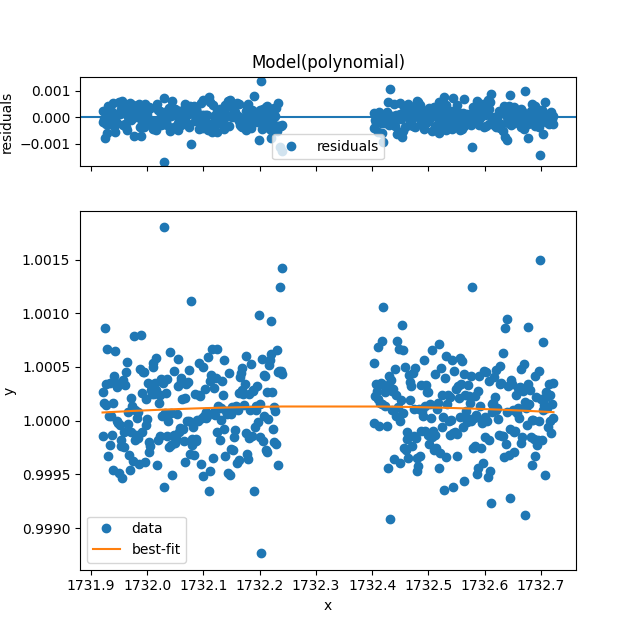 Model(polynomial)
residuals
0.001
0.000
−0.001
residuals
y
1.0015
1.0010
1.0005
1.0000
0.9995
0.9990
data
best-fit
1731.9 1732.0 1732.1 1732.2 1732.3 1732.4 1732.5 1732.6 1732.7
x